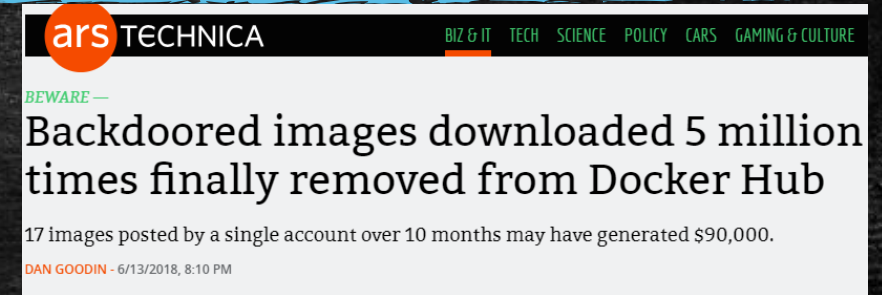 ars TECHNICA
BIZ & IT TECH SCIENCE POLICY CARS GAMING & CULTURE
BEWARE —
Backdoored images downloaded 5 million
times finally removed from Docker Hub
17 images posted by a single account over 10 months may have generated $90,000.
DAN GOODIN - 6/13/2018, 8:10 PM